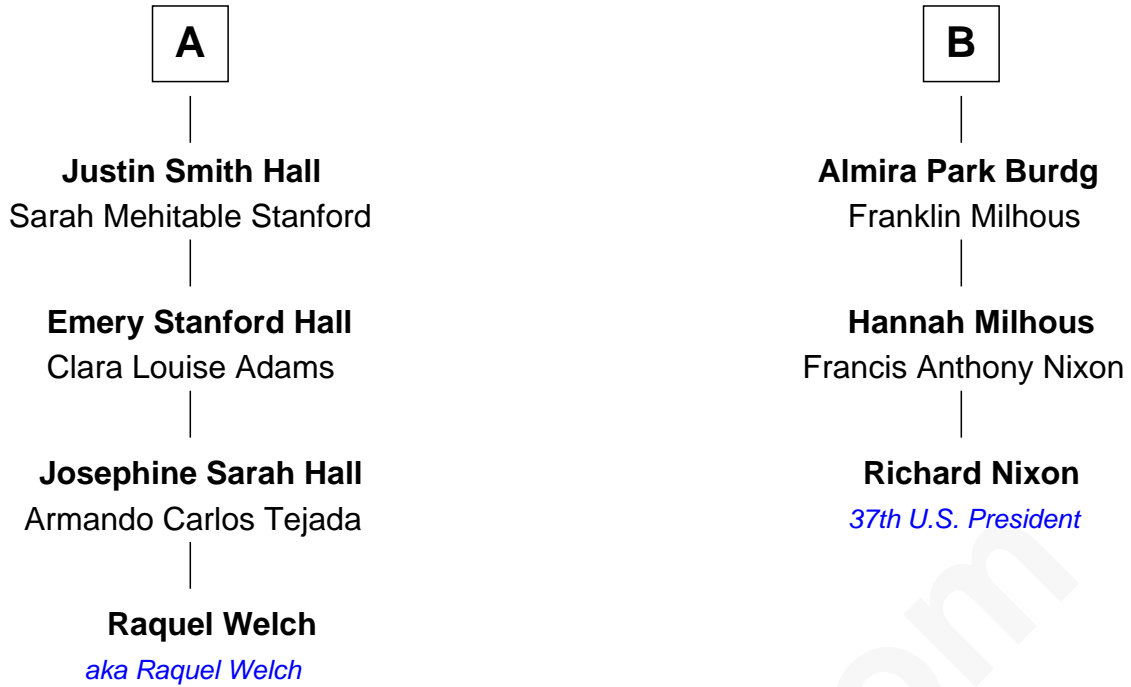 A
Justin Smith Hall
Sarah Mehitable Stanford
Emery Stanford Hall
Clara Louise Adams
Josephine Sarah Hall
Armando Carlos Tejada
Raquel Welch
aka Raquel Welch
B
Almira Park Burdg
Franklin Milhous
Hannah Milhous
Francis Anthony Nixon
Richard Nixon
37th U.S. President
om